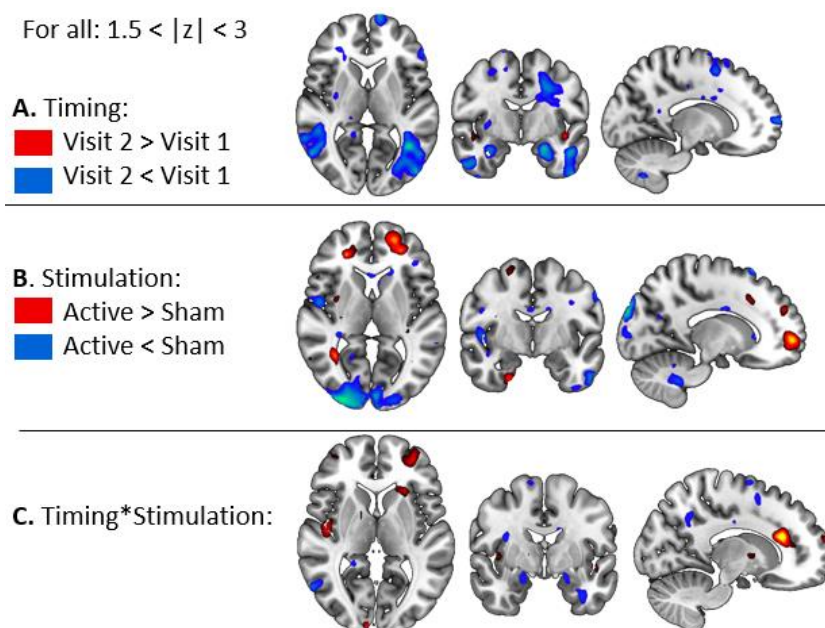 For all: 1.5 < |z| < 3
A. Timing:
Visit 2 > Visit 1
Visit 2 < Visit 1
B. Stimulation:
Active > Sham
Active < Sham
C. Timing*Stimulation: